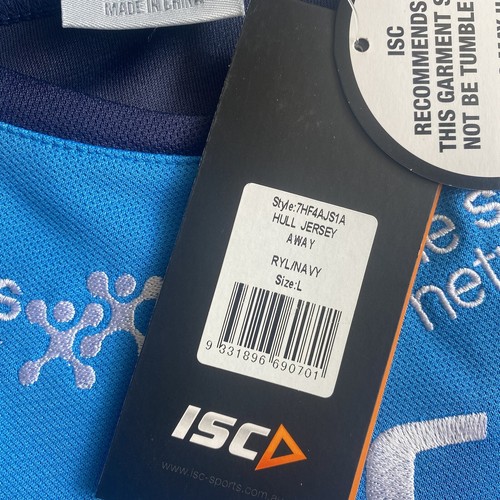 MADE IN CHINA
ISC
RECOMMENDS
THIS GARMENT S
NOT BE TUMBLE
Style:7HF4AJS1A
HULL JERSEY
AWAY
RYL/NAVY
Size:L
9 331896 690701
ISC
www.isc-sports.com
s
e s
net